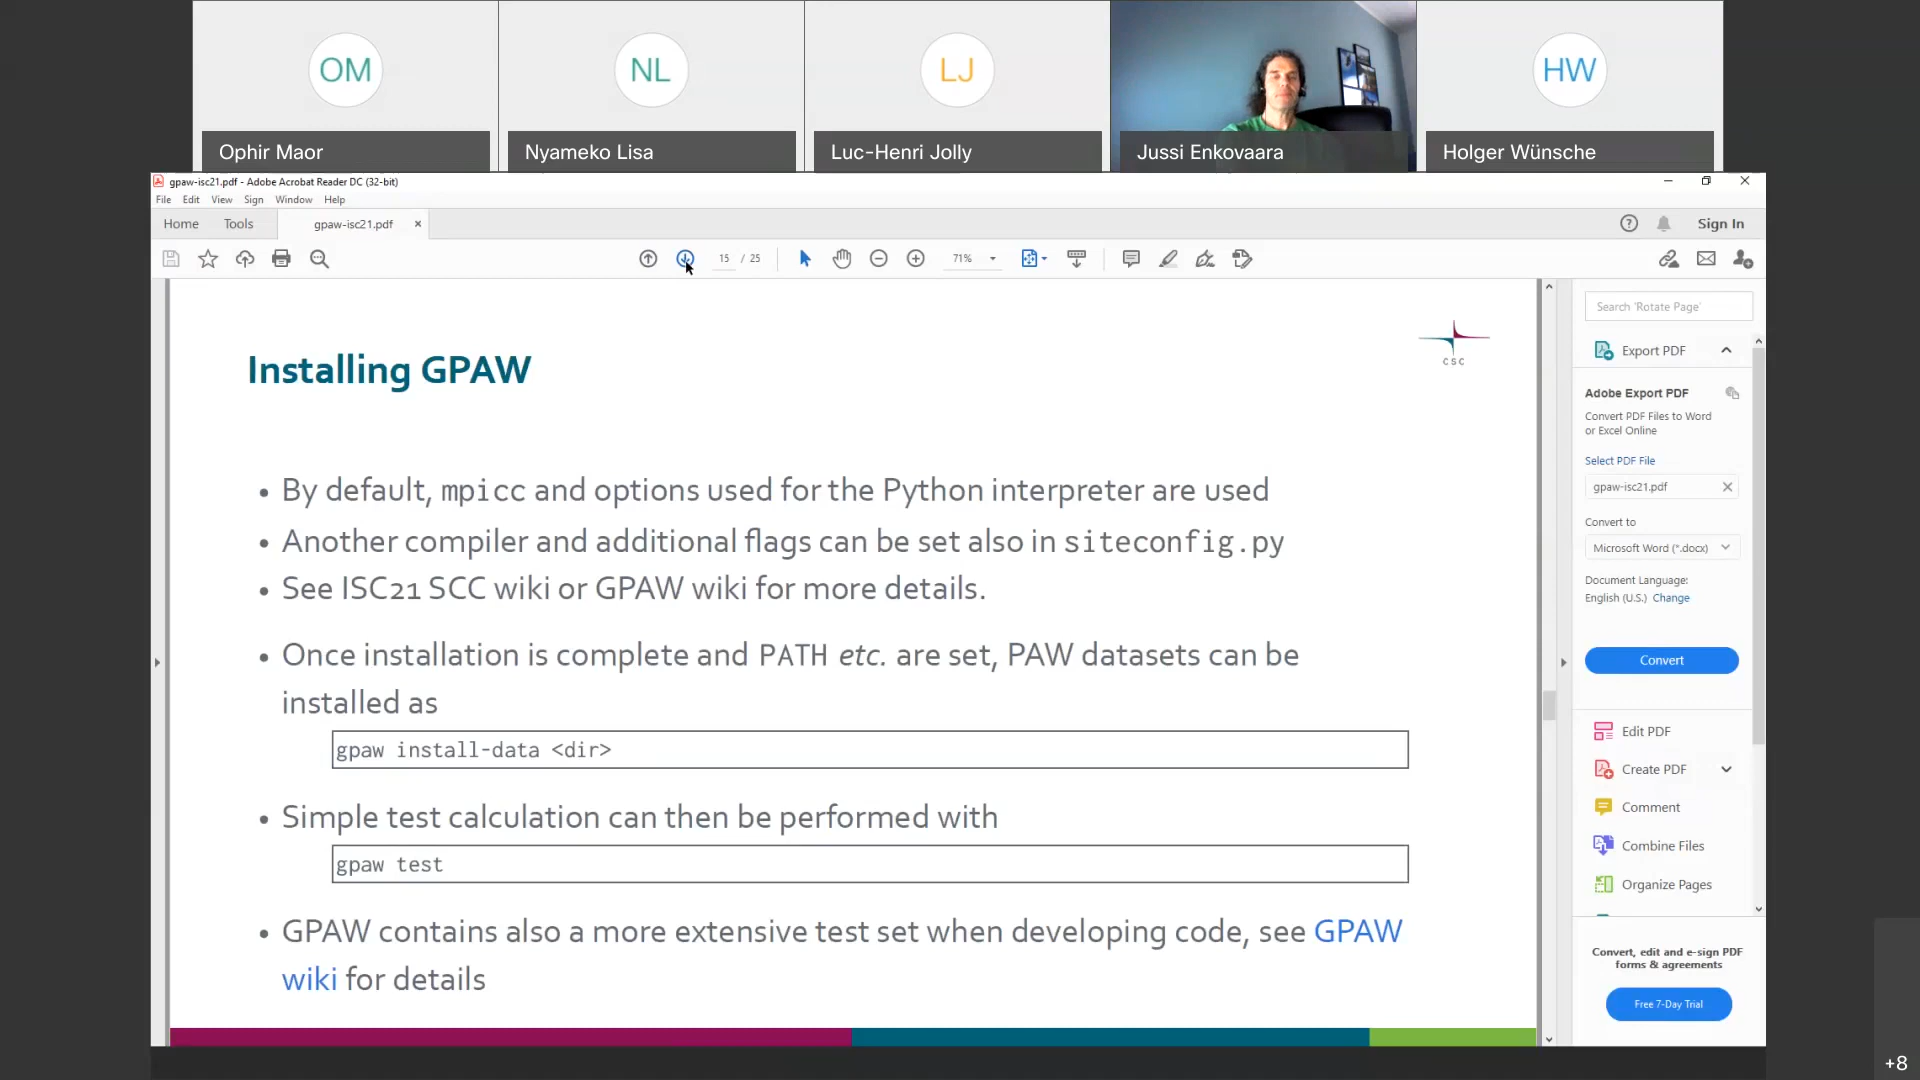 OM
NL
LJ
HW
Ophir Maor
Nyameko Lisa
Luc-Henri Jolly
Jussi Enkovaara
Holger Wünsche
gpaw-isc21.pdf - Adobe Acrobat Reader DC (32-bit)
File Edit View Sign Window Help
Home Tools gpaw-isc21.pdf × Sign In
15 / 25 71%
Search 'Rotate Page'
CSC
Installing GPAW
• By default, mpicc and options used for the Python interpreter are used
• Another compiler and additional flags can be set also in siteconfig.py
• See ISC21 SCC wiki or GPAW wiki for more details.
• Once installation is complete and PATH etc. are set, PAW datasets can be
installed as
gpaw install-data <dir>
• Simple test calculation can then be performed with
gpaw test
• GPAW contains also a more extensive test set when developing code, see GPAW
wiki for details
Export PDF
Adobe Export PDF
Convert PDF Files to Word
or Excel Online
Select PDF File
gpaw-isc21.pdf
Convert to
Microsoft Word (*.docx)
Document Language:
English (U.S.) Change
Convert
Edit PDF
Create PDF
Comment
Combine Files
Organize Pages
Convert, edit and e-sign PDF
forms & agreements
Free 7-Day Trial
+8